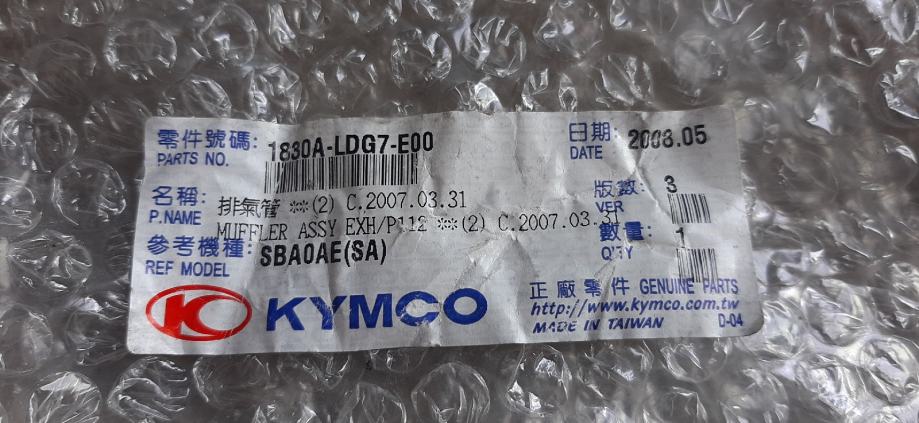 零件號碼: 1830A-LDG7-E00 日期: 2008.05
PARTS NO. DATE
名稱: 排氣管 **(2) C.2007.03.31 版數: 3
P.NAME MUFFLER ASSY EXH/P112 **(2) C.2007.03.31 VER
參考機種: SBA0AE(SA) 數量: 1
REF MODEL Q'TY
KYMCO 正廠零件 GENUINE PARTS
http://www.kymco.com.tw
MADE IN TAIWAN D-04